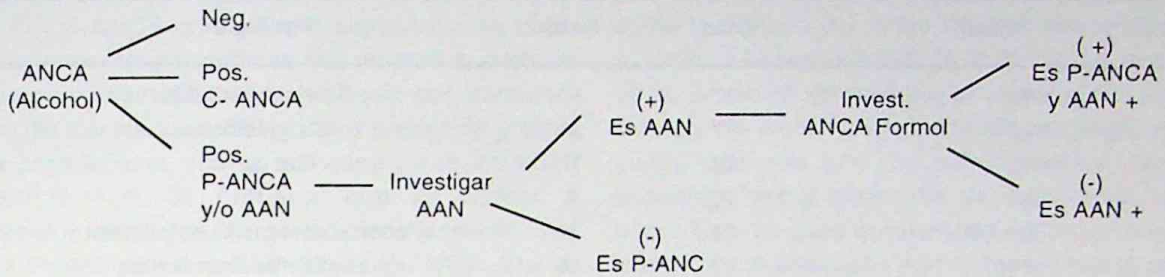 Neg.
ANCA
(Alcohol)
Pos.
C- ANCA
Pos.
P-ANCA
y/o AAN
Investigar
AAN
(+)
Es AAN
(-)
Es P-ANC
Invest.
ANCA Formol
(+)
Es P-ANCA
y AAN +
(-)
Es AAN +